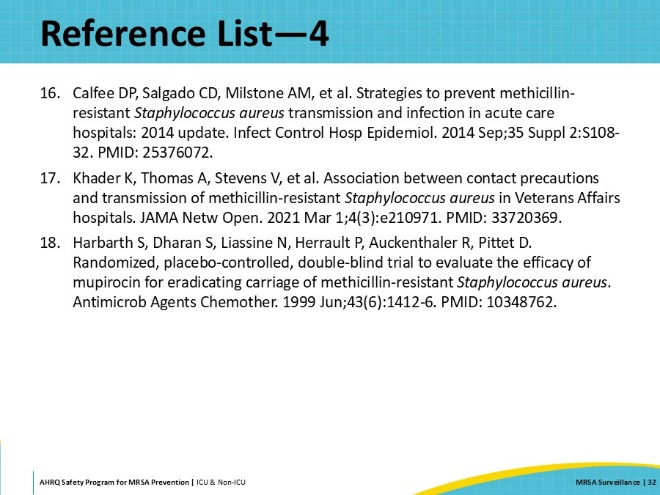 Reference List—4
16. Calfee DP, Salgado CD, Milstone AM, et al. Strategies to prevent methicillin-
resistant Staphylococcus aureus transmission and infection in acute care
hospitals: 2014 update. Infect Control Hosp Epidemiol. 2014 Sep;35 Suppl 2:S108-
32. PMID: 25376072.
17. Khader K, Thomas A, Stevens V, et al. Association between contact precautions
and transmission of methicillin-resistant Staphylococcus aureus in Veterans Affairs
hospitals. JAMA Netw Open. 2021 Mar 1;4(3):e210971. PMID: 33720369.
18. Harbarth S, Dharan S, Liassine N, Herrault P, Auckenthaler R, Pittet D.
Randomized, placebo-controlled, double-blind trial to evaluate the efficacy of
mupirocin for eradicating carriage of methicillin-resistant Staphylococcus aureus.
Antimicrob Agents Chemother. 1999 Jun;43(6):1412-6. PMID: 10348762.
AHRQ Safety Program for MRSA Prevention | ICU & Non-ICU
MRSA Surveillance | 32